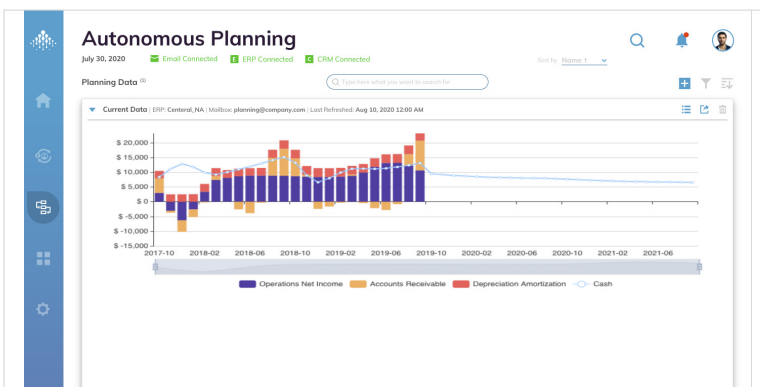 Autonomous Planning
July 30, 2020 Email Connected E ERP Connected C CRM Connected Sort by Name 1
Planning Data (1) Type here what you want to search for
Current Data | ERP: Centeral_NA | Mailbox: planning@company.com | Last Refreshed: Aug 10, 2020 12:00 AM
$ 20,000
$ 15,000
$ 10,000
$ 5,000
$ 0
$ -5,000
$ -10,000
$ -15,000
2017-10 2018-02 2018-06 2018-10 2019-02 2019-06 2019-10 2020-02 2020-06 2020-10 2021-02 2021-06
Operations Net Income Accounts Receivable Depreciation Amortization Cash